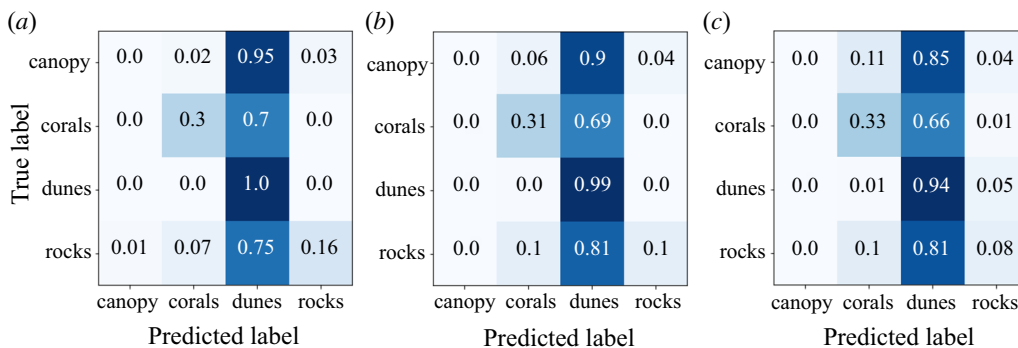 (a)
(b)
(c)
True label
canopy 0.0 0.02 0.95 0.03
corals 0.0 0.3 0.7 0.0
dunes 0.0 0.0 1.0 0.0
rocks 0.01 0.07 0.75 0.16
canopy corals dunes rocks
Predicted label
canopy 0.0 0.06 0.9 0.04
corals 0.0 0.31 0.69 0.0
dunes 0.0 0.0 0.99 0.0
rocks 0.0 0.1 0.81 0.1
canopy corals dunes rocks
Predicted label
canopy 0.0 0.11 0.85 0.04
corals 0.0 0.33 0.66 0.01
dunes 0.0 0.01 0.94 0.05
rocks 0.0 0.1 0.81 0.08
canopy corals dunes rocks
Predicted label